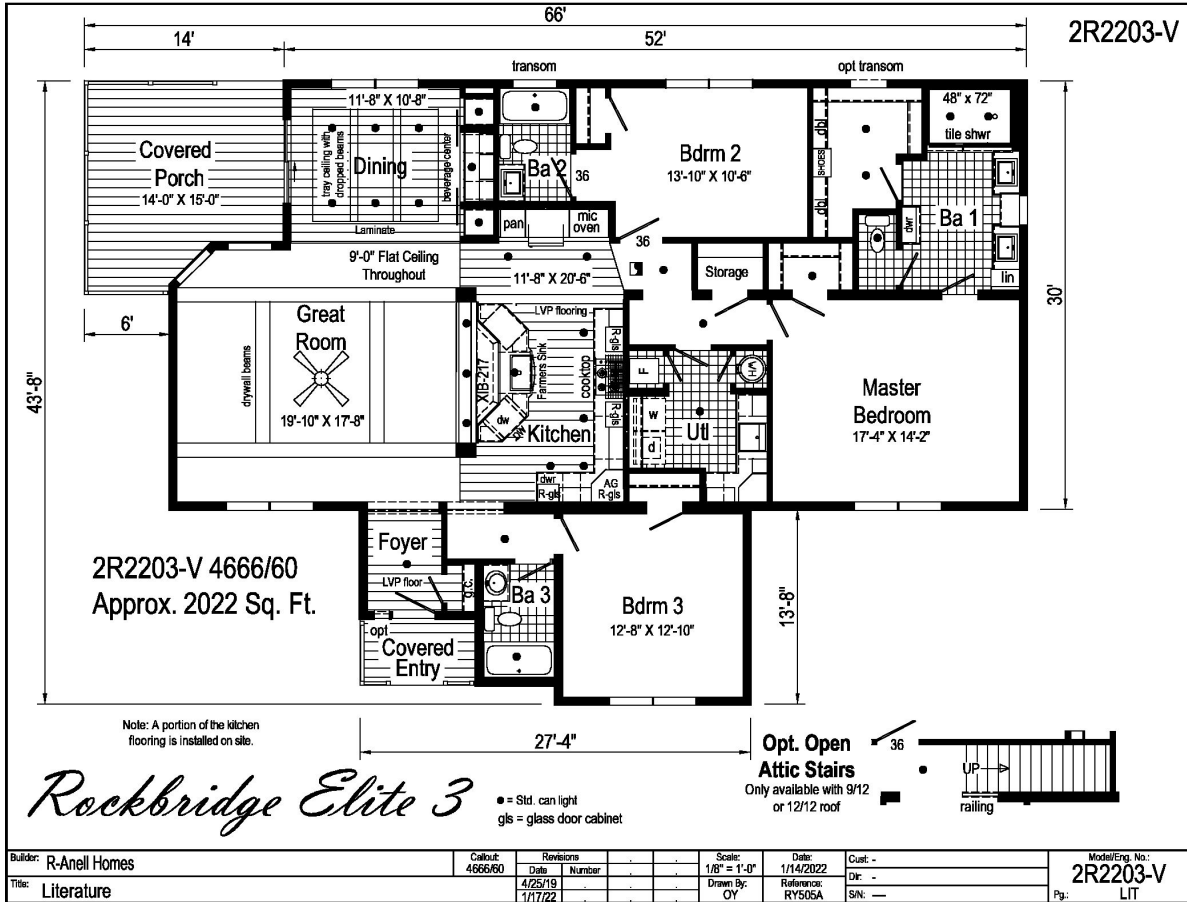 66'
2R2203-V
14'
52'
transom
opt transom
11'-8" X 10'-8"
48" x 72"
tile shwr
tray ceiling with
dropped beams
beverage center
Covered
Porch
14'-0" X 15'-0"
Dining
Ba 2
36
Bdrm 2
13'-10" X 10'-6"
dbl
SHOES
dbl
Ba 1
dwr
lin
Laminate
pan
mic
oven
36
9'-0" Flat Ceiling
Throughout
11'-8" X 20'-6"
Storage
30'
6'
Great
Room
LVP flooring
R-gls
drywall beams
XIB-217
Farmers Sink
cooktop
F
WH
43'-8"
19'-10" X 17'-8"
dw
dw
R-gls
Kitchen
w
d
Utl
Master
Bedroom
17'-4" X 14'-2"
dwr
R-gls
AG
R-gls
Foyer
2R2203-V 4666/60
Approx. 2022 Sq. Ft.
LVP floor
g.c.
Ba 3
Bdrm 3
12'-8" X 12'-10"
13'-8"
opt
Covered
Entry
Note: A portion of the kitchen
flooring is installed on site.
27'-4"
Opt. Open
Attic Stairs
Only available with 9/12
or 12/12 roof
36
UP
railing
Rockbridge Elite 3
● = Std. can light
gls = glass door cabinet
Builder: R-Anell Homes
Callout:
4666/60
Revisions
Date Number
4/25/19
1/17/22
Scale:
1/8" = 1'-0"
Date:
1/14/2022
Drawn By:
OY
Reference:
RY505A
Cust: -
Dir: -
S/N: —
Model/Eng. No.:
2R2203-V
Pg.: LIT
Title: Literature